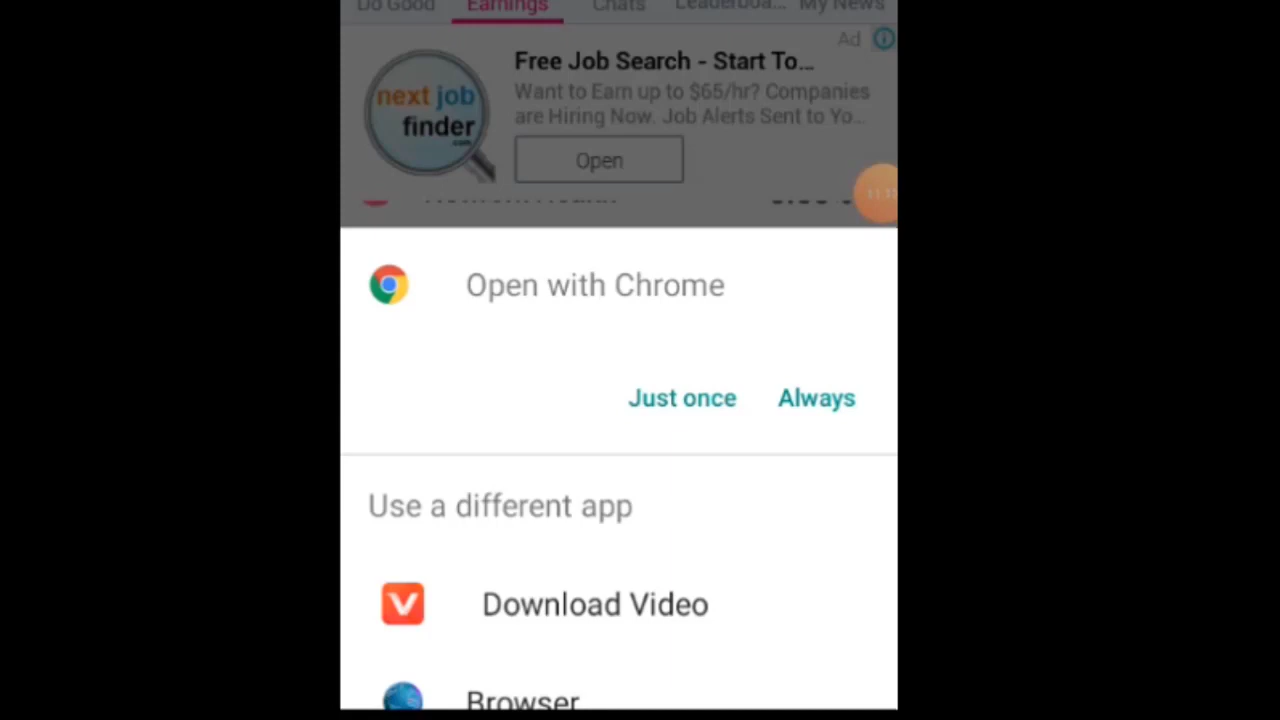 Do Good Earnings Chats Leaderboa... My News
Ad
Free Job Search - Start To...
Want to Earn up to $65/hr? Companies
are Hiring Now. Job Alerts Sent to Yo...
next job
finder
.com
Open
Open with Chrome
Just once Always
Use a different app
Download Video
Browser